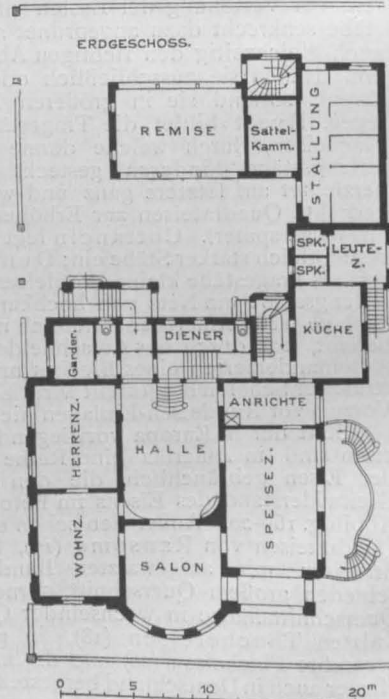 ERDGESCHOSS.
REMISE
Sattel-
Kamm.
STALLUNG
SPK.
SPK.
LEUTE-
Z.
KÜCHE
Garder.
DIENER
ANRICHTE
HERRENZ.
HALLE
SPEISEZ.
WOHNZ.
SALON
0 5 10 20m